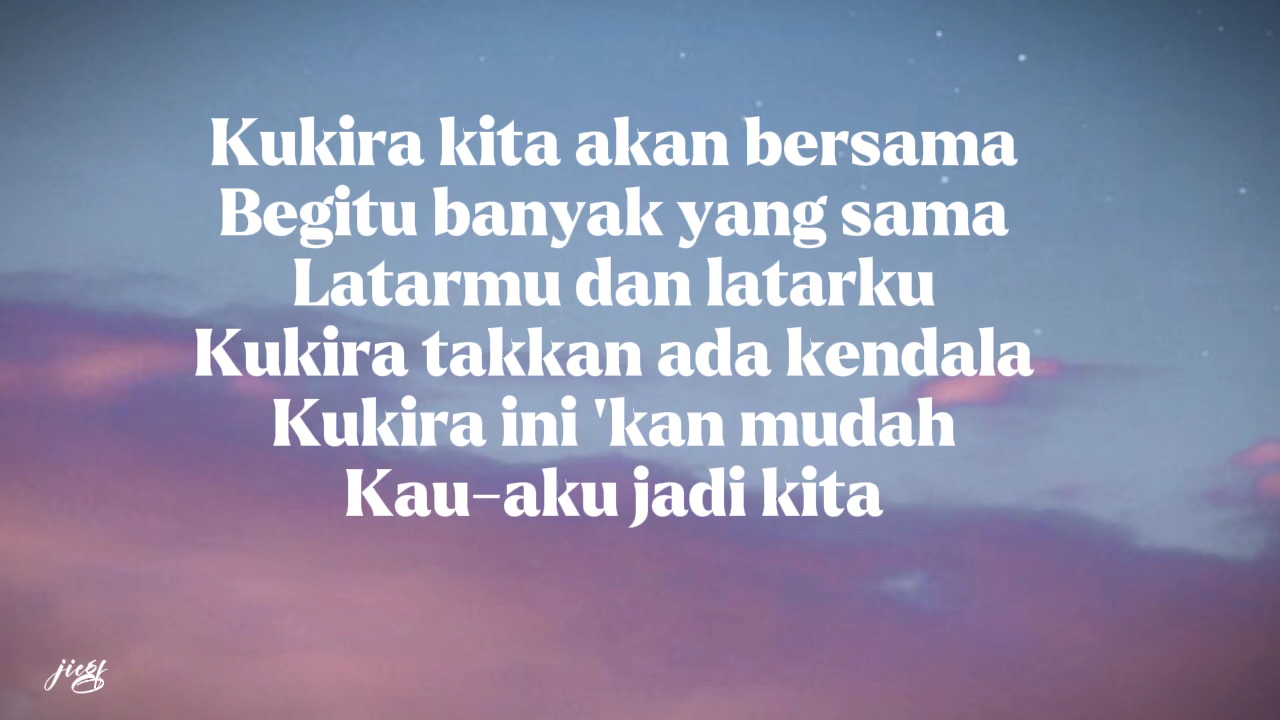 Kukira kita akan bersama
Begitu banyak yang sama
Latarmu dan latarku
Kukira takkan ada kendala
Kukira ini 'kan mudah
Kau-aku jadi kita